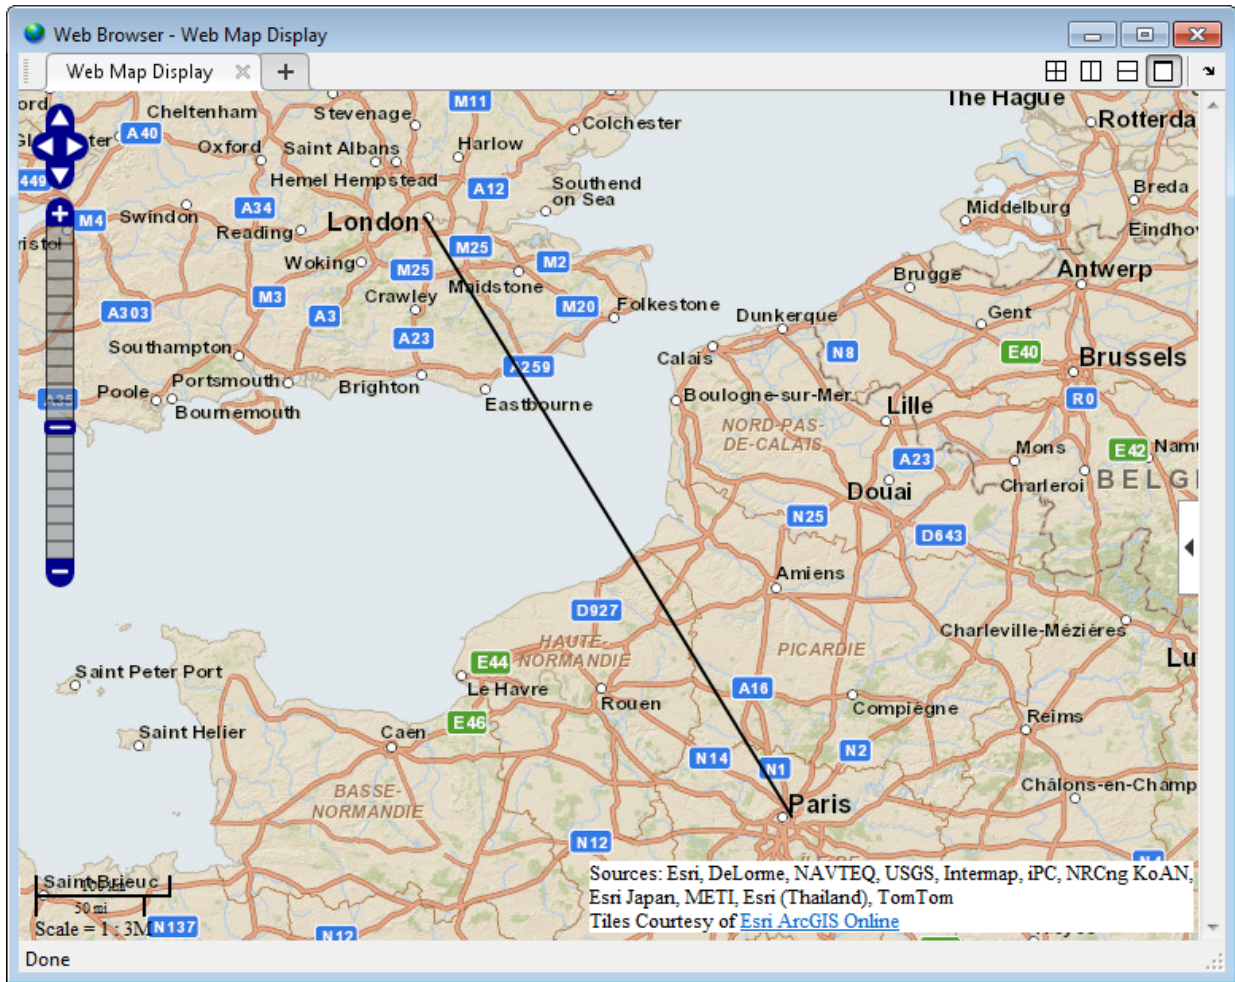 Web Browser - Web Map Display
Web Map Display
The Hague
Cheltenham
Stevenage
M11
Colchester
Rotterda
A40
Oxford
Saint Albans
Harlow
449
Hemel Hempstead
A12
Southend
on Sea
Breda
M4
Swindon
A34
Reading
London
Middelburg
Eindho
M25
Woking
M25
Maidstone
M2
Brugge
Antwerp
M3
Crawley
A303
A3
M20
Folkestone
Dunkerque
Gent
A23
Southampton
Calais
N8
E40
Brussels
A259
Poole
Portsmouth
Brighton
A35
Bournemouth
Eastbourne
Boulogne-sur-Mer
Lille
R0
NORD-PAS-
DE-CALAIS
A23
Mons
E42
Nam
Douai
Charleroi
BELG
N25
D643
Amiens
D927
Charleville-Mézières
HAUTE-
NORMANDIE
PICARDIE
Lu
Saint Peter Port
E44
Le Havre
Rouen
A16
Compiègne
Reims
E46
Saint Helier
Caen
N14
N1
N2
BASSE-
NORMANDIE
Paris
Châlons-en-Champ
N12
Saint-Brieuc
50 mi
Scale = 1 : 3M
N137
N12
Sources: Esri, DeLorme, NAVTEQ, USGS, Intermap, iPC, NRCng KoAN,
Esri Japan, METI, Esri (Thailand), TomTom
Tiles Courtesy of Esri ArcGIS Online
Done